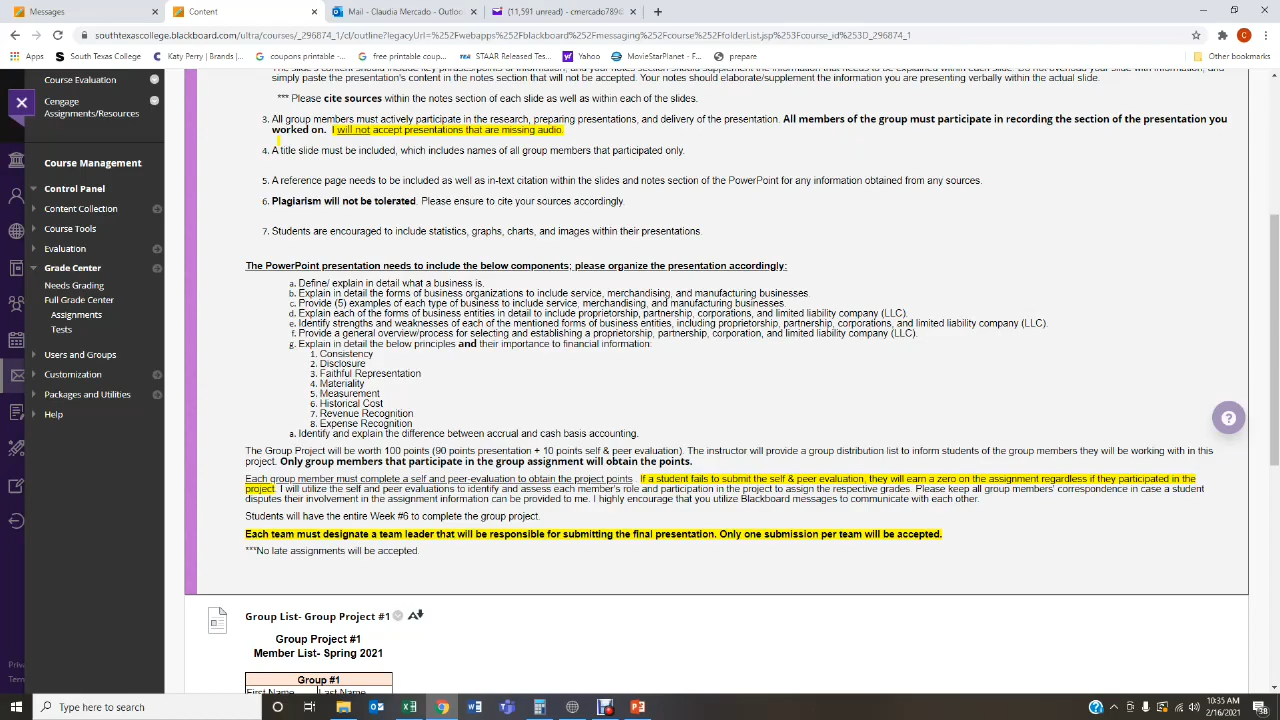 Messages
Content
Mail - Claudia Mercado - Outloo
(11,591 unread) - cmercado789@
southtexascollege.blackboard.com/ultra/courses/_296874_1/cl/outline?legacyUrl=%252Fwebapps%252Fblackboard%252Fmessaging%252Fcourse%252FfolderList.jsp%253Fcourse_id%253D_296874_1
Apps
South Texas College
Katy Perry | Brands |...
coupons printable -...
free printable coup...
STAAR Released Tes...
Yahoo
MovieStarPlanet - F...
prepare
Other bookmarks
Course Evaluation
Cengage
Assignments/Resources
Course Management
Control Panel
Content Collection
Course Tools
Evaluation
Grade Center
Needs Grading
Full Grade Center
Assignments
Tests
Users and Groups
Customization
Packages and Utilities
Help
Priv
Tern
simply paste the presentation's content in the notes section that will not be accepted. Your notes should elaborate/supplement the information you are presenting verbally within the actual slide.
*** Please cite sources within the notes section of each slide as well as within each of the slides.
3. All group members must actively participate in the research, preparing presentations, and delivery of the presentation. All members of the group must participate in recording the section of the presentation you
worked on. I will not accept presentations that are missing audio.
4. A title slide must be included, which includes names of all group members that participated only.
5. A reference page needs to be included as well as in-text citation within the slides and notes section of the PowerPoint for any information obtained from any sources.
6. Plagiarism will not be tolerated. Please ensure to cite your sources accordingly.
7. Students are encouraged to include statistics, graphs, charts, and images within their presentations.
The PowerPoint presentation needs to include the below components; please organize the presentation accordingly:
a. Define/ explain in detail what a business is.
b. Explain in detail the forms of business organizations to include service, merchandising, and manufacturing businesses.
c. Provide (5) examples of each type of business to include service, merchandising, and manufacturing businesses.
d. Explain each of the forms of business entities in detail to include proprietorship, partnership, corporation, and limited liability company (LLC).
e. Identify strengths and weaknesses of each of the mentioned forms of business entities, including proprietorship, partnership, corporations, and limited liability company (LLC).
f. Provide a general overview/process for selecting and establishing a proprietorship, partnership, corporation, and limited liability company (LLC).
g. Explain in detail the below principles and their importance to financial information:
1. Consistency
2. Disclosure
3. Faithful Representation
4. Materiality
5. Measurement
6. Historical Cost
7. Revenue Recognition
8. Expense Recognition
a. Identify and explain the difference between accrual and cash basis accounting.
The Group Project will be worth 100 points (90 points presentation + 10 points self & peer evaluation). The instructor will provide a group distribution list to inform students of the group members they will be working with in this
project. Only group members that participate in the group assignment will obtain the points.
Each group member must complete a self and peer-evaluation to obtain the project points. If a student fails to submit the self & peer evaluation, they will earn a zero on the assignment regardless if they participated in the
project. I will utilize the self and peer evaluations to identify and assess each member's role and participation in the project to assign the respective grades. Please keep all group members' correspondence in case a student
disputes their involvement in the assignment information can be provided to me. I highly encourage that you utilize Blackboard messages to communicate with each other.
Students will have the entire Week #6 to complete the group project.
Each team must designate a team leader that will be responsible for submitting the final presentation. Only one submission per team will be accepted.
***No late assignments will be accepted.
Group List- Group Project #1
Group Project #1
Member List- Spring 2021
Group #1
First Name Last Name
Type here to search
10:35 AM
2/16/2021
38